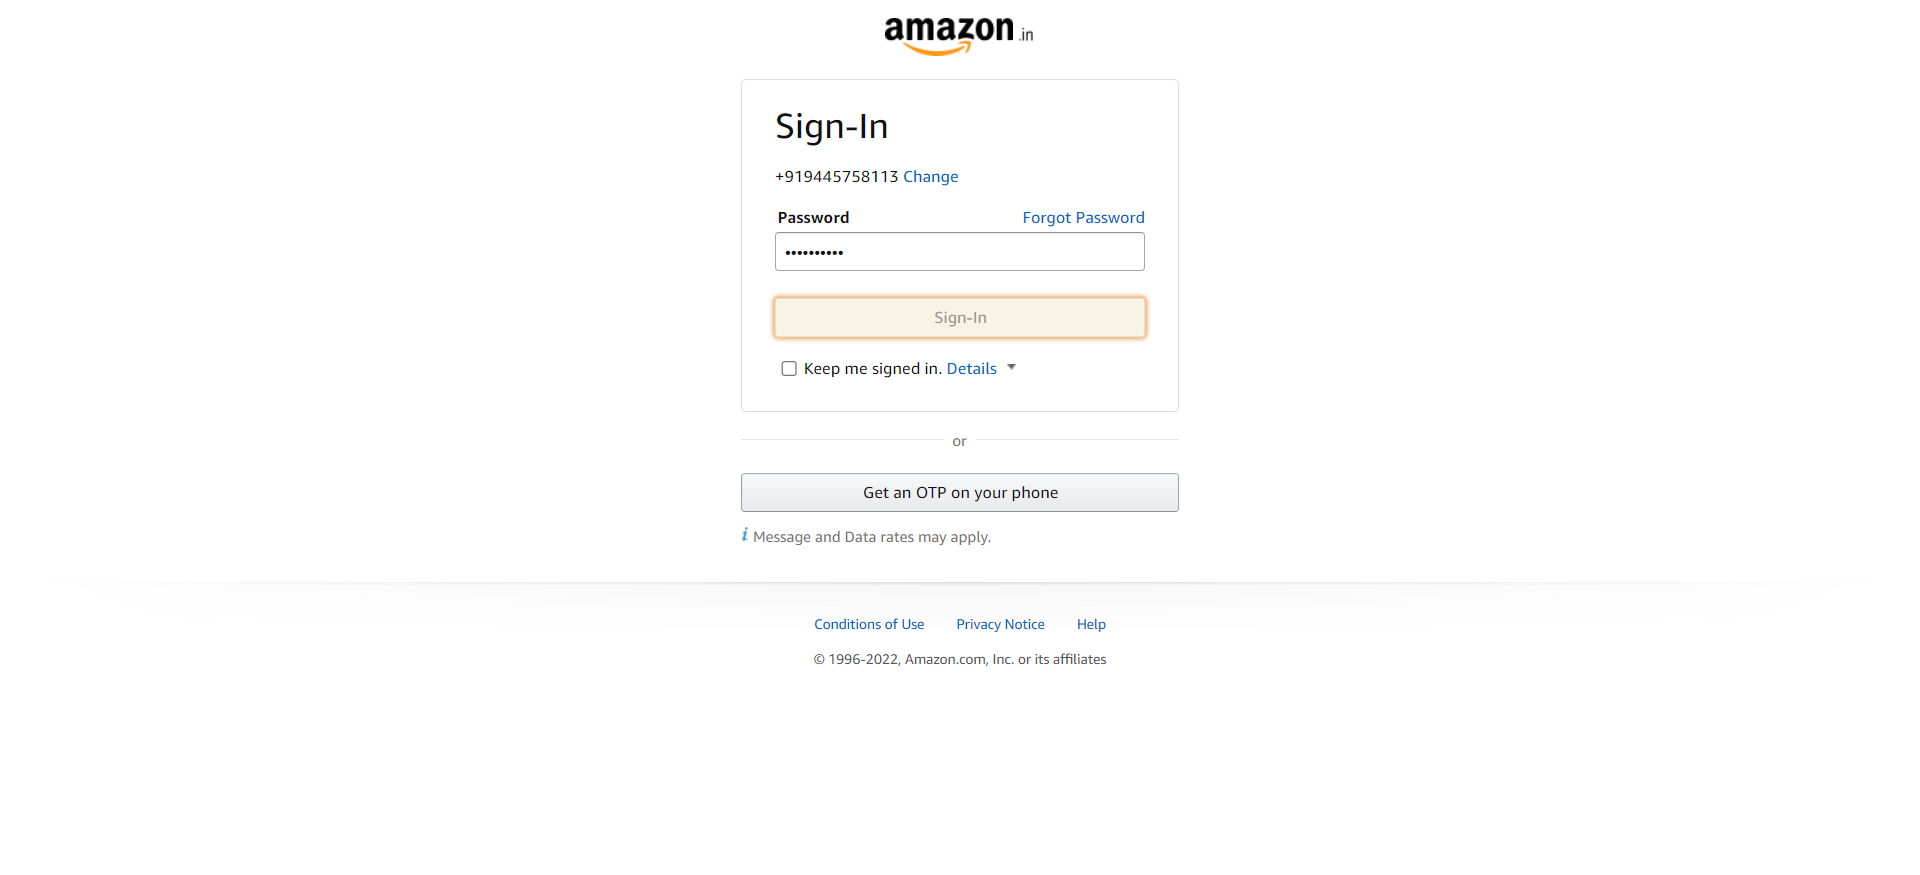 amazon.in
Sign-In
+919445758113 Change
Password Forgot Password
••••••••••
Sign-In
Keep me signed in. Details
or
Get an OTP on your phone
i Message and Data rates may apply.
Conditions of Use Privacy Notice Help
© 1996-2022, Amazon.com, Inc. or its affiliates